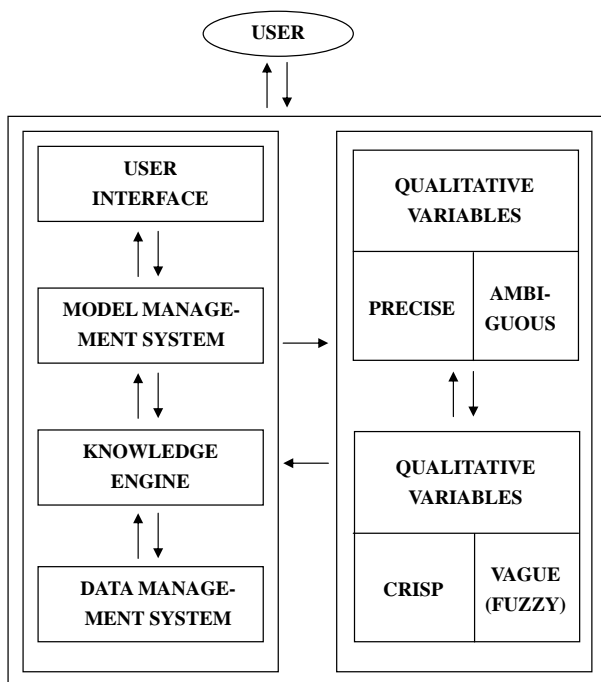 USER
USER
INTERFACE
MODEL MANAGE-
MENT SYSTEM
KNOWLEDGE
ENGINE
DATA MANAGE-
MENT SYSTEM
QUALITATIVE
VARIABLES
PRECISE
AMBI-
GUOUS
QUALITATIVE
VARIABLES
CRISP
VAGUE
(FUZZY)